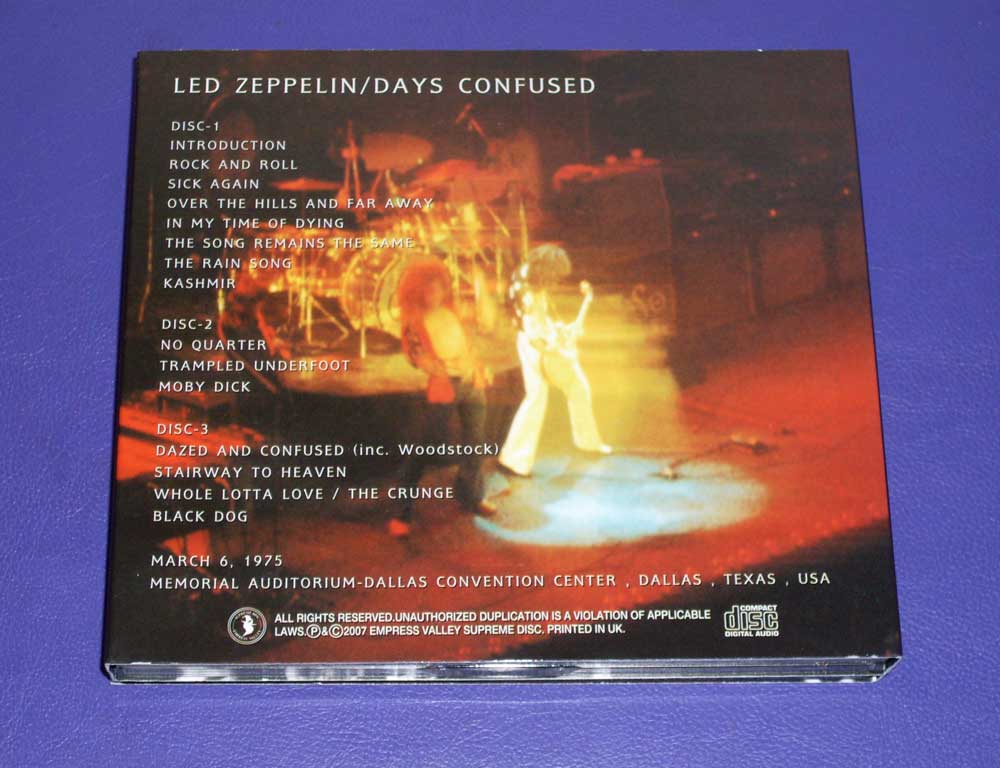 LED ZEPPELIN/DAYS CONFUSED
DISC-1
INTRODUCTION
ROCK AND ROLL
SICK AGAIN
OVER THE HILLS AND FAR AWAY
IN MY TIME OF DYING
THE SONG REMAINS THE SAME
THE RAIN SONG
KASHMIR
DISC-2
NO QUARTER
TRAMPLED UNDERFOOT
MOBY DICK
DISC-3
DAZED AND CONFUSED (inc. Woodstock)
STAIRWAY TO HEAVEN
WHOLE LOTTA LOVE / THE CRUNGE
BLACK DOG
MARCH 6, 1975
MEMORIAL AUDITORIUM-DALLAS CONVENTION CENTER , DALLAS , TEXAS , USA
ALL RIGHTS RESERVED.UNAUTHORIZED DUPLICATION IS A VIOLATION OF APPLICABLE
LAWS.Ⓟ&Ⓒ2007 EMPRESS VALLEY SUPREME DISC. PRINTED IN UK.
COMPACT
disc
DIGITAL AUDIO